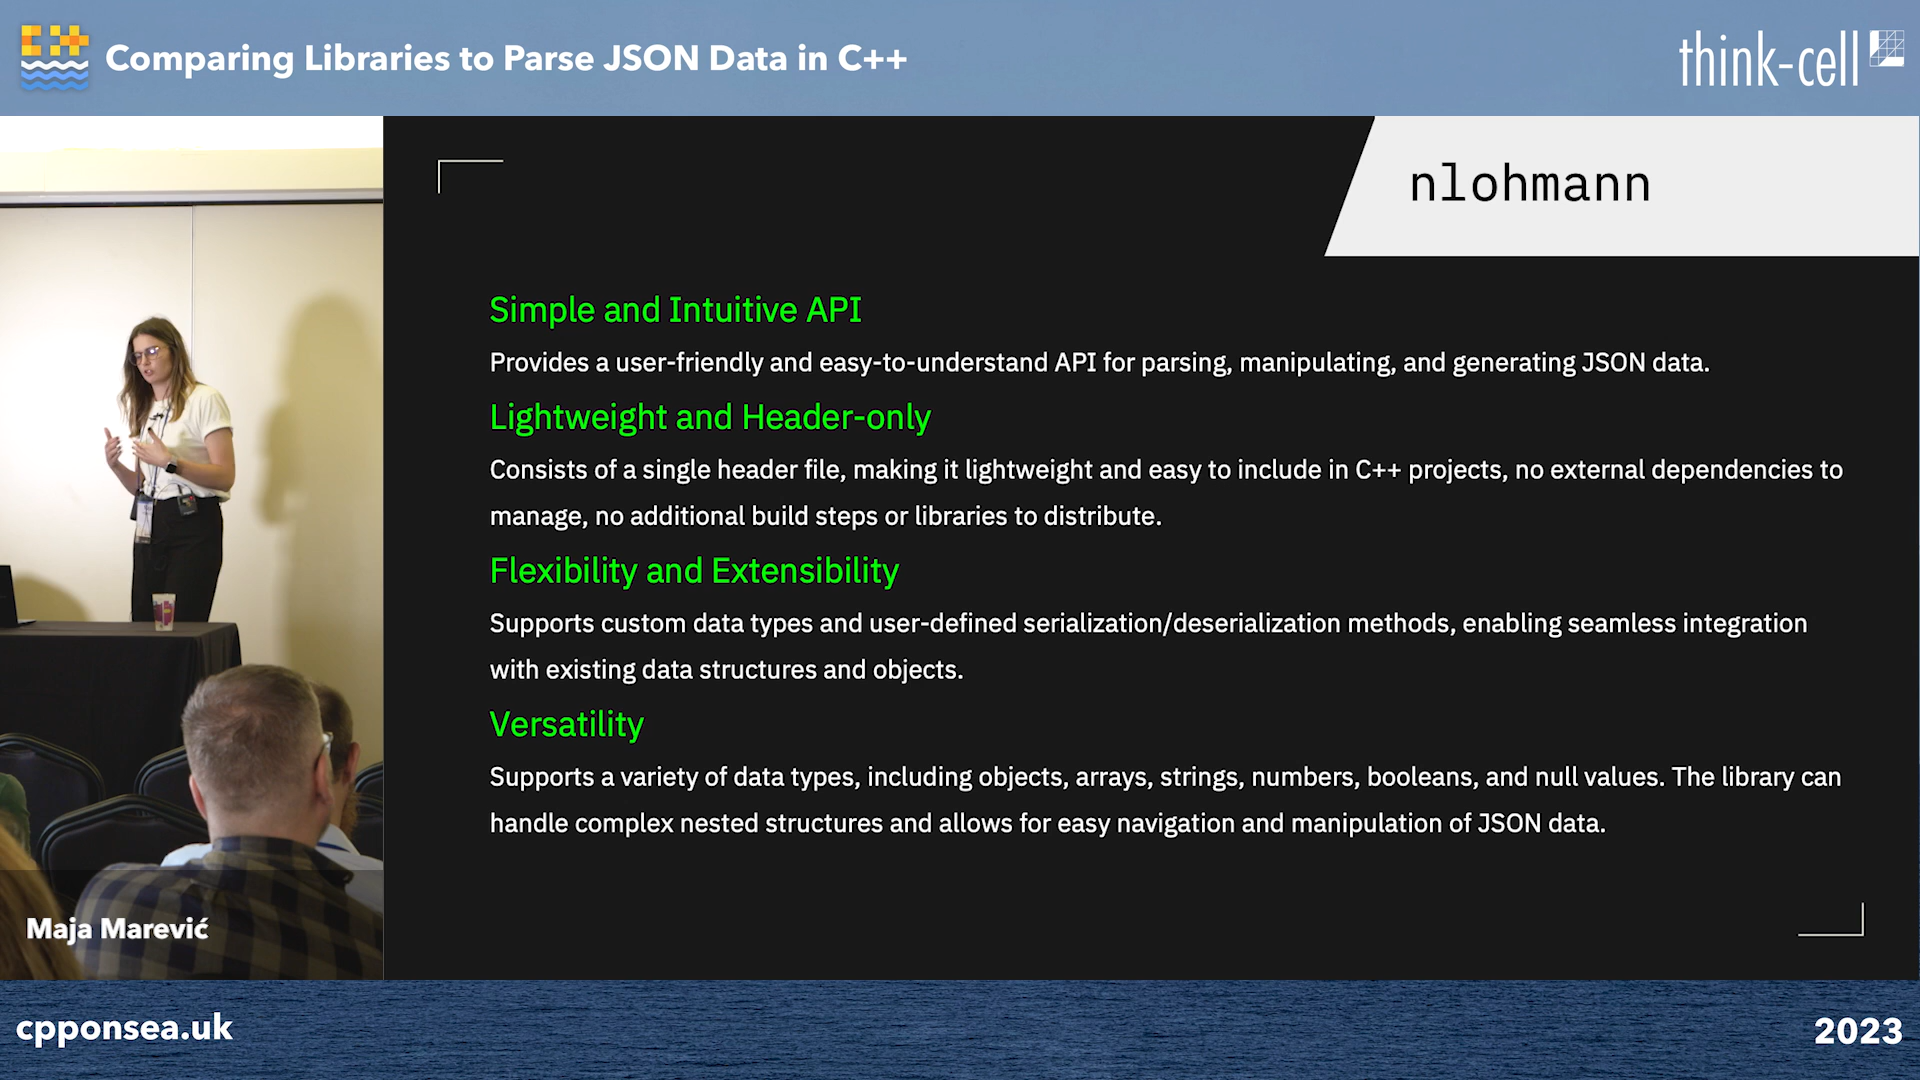 Comparing Libraries to Parse JSON Data in C++
think-cell
nlohmann
Simple and Intuitive API
Provides a user-friendly and easy-to-understand API for parsing, manipulating, and generating JSON data.
Lightweight and Header-only
Consists of a single header file, making it lightweight and easy to include in C++ projects, no external dependencies to
manage, no additional build steps or libraries to distribute.
Flexibility and Extensibility
Supports custom data types and user-defined serialization/deserialization methods, enabling seamless integration
with existing data structures and objects.
Versatility
Supports a variety of data types, including objects, arrays, strings, numbers, booleans, and null values. The library can
handle complex nested structures and allows for easy navigation and manipulation of JSON data.
Maja Marević
cpponsea.uk
2023